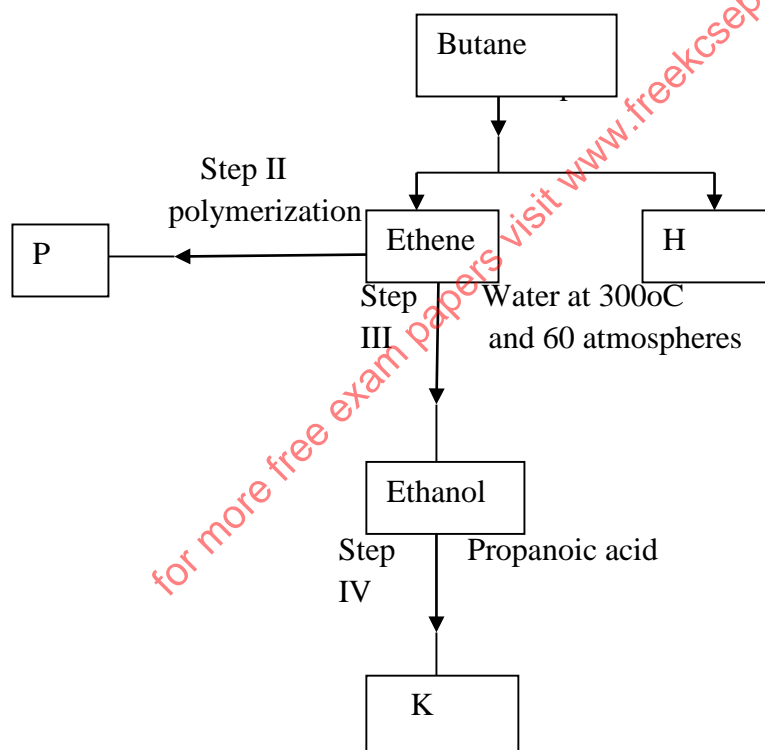 Butane
for more free exam papers visit www.freekcsep
Step II
polymerization
P
Ethene
H
Step
III
Water at 300oC
and 60 atmospheres
Ethanol
Step
IV
Propanoic acid
K